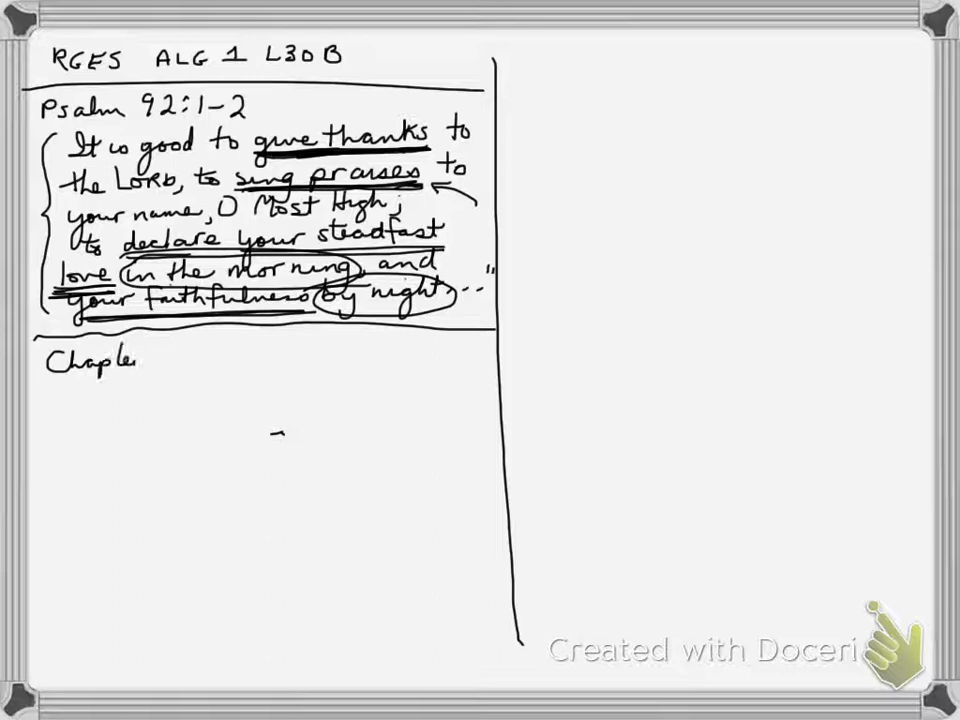 RGES ALG 1 L30B
Psalm 92:1-2
It is good to give thanks to
the LORD, to sing praises to
your name, O Most High;
to declare your steadfast
love in the morning, and
your faithfulness by night..."
Chapte
Created with Doceri